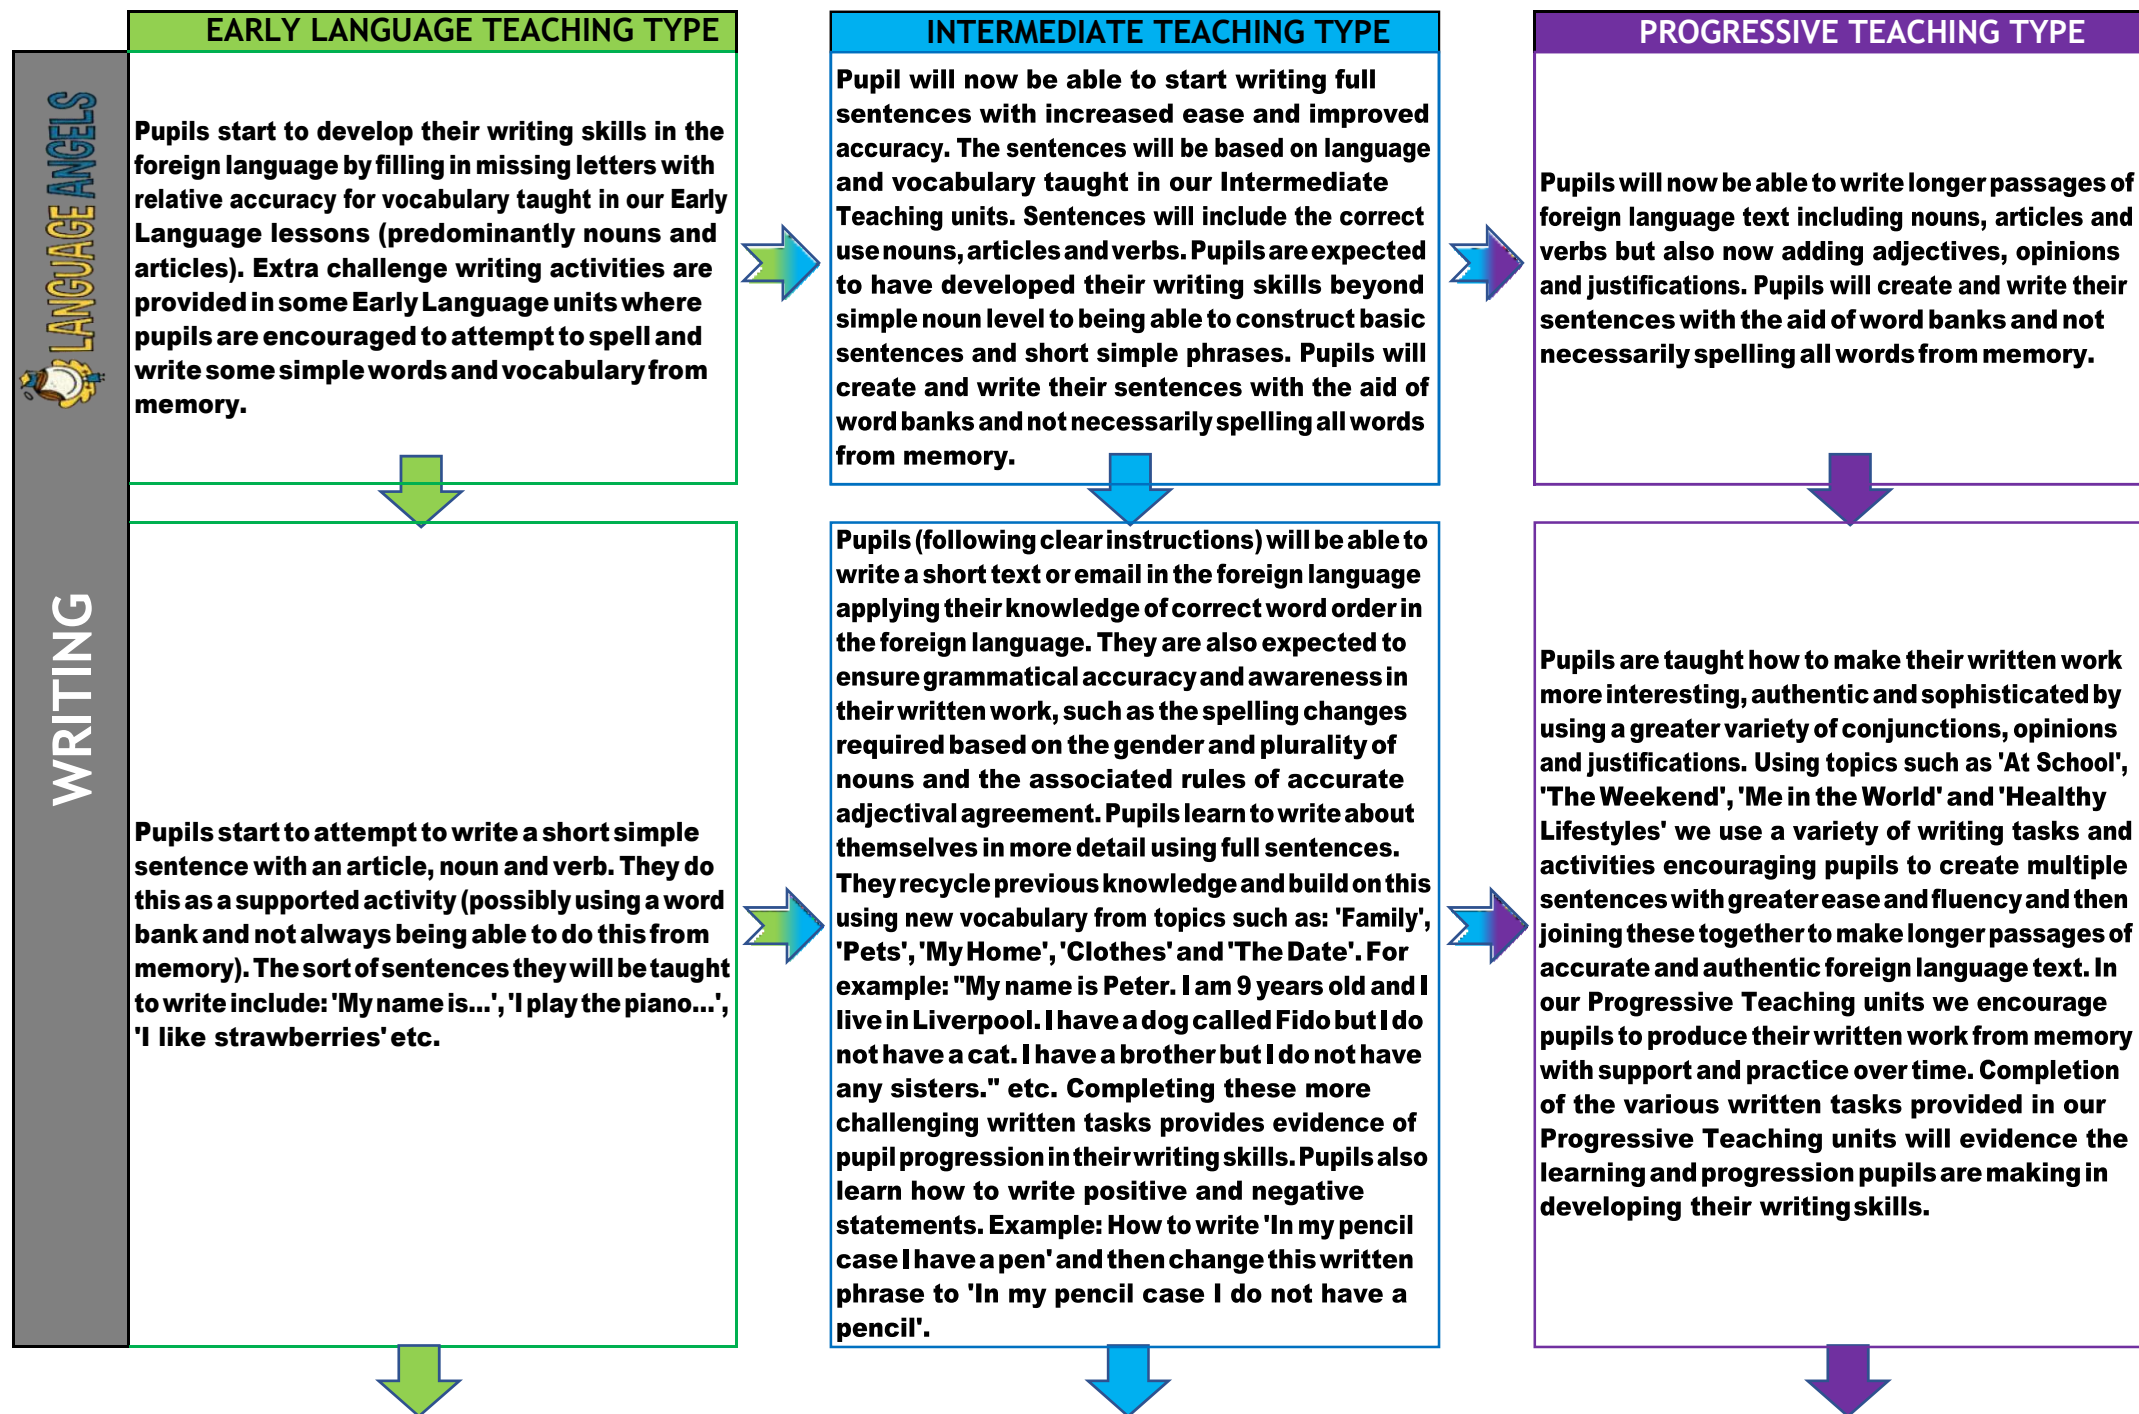 EARLY LANGUAGE TEACHING TYPE
INTERMEDIATE TEACHING TYPE
PROGRESSIVE TEACHING TYPE
LANGUAGE ANGELS
WRITING
Pupils start to develop their writing skills in the
foreign language by filling in missing letters with
relative accuracy for vocabulary taught in our Early
Language lessons (predominantly nouns and
articles). Extra challenge writing activities are
provided in some Early Language units where
pupils are encouraged to attempt to spell and
write some simple words and vocabulary from
memory.
Pupil will now be able to start writing full
sentences with increased ease and improved
accuracy. The sentences will be based on language
and vocabulary taught in our Intermediate
Teaching units. Sentences will include the correct
use nouns, articles and verbs. Pupils are expected
to have developed their writing skills beyond
simple noun level to being able to construct basic
sentences and short simple phrases. Pupils will
create and write their sentences with the aid of
word banks and not necessarily spelling all words
from memory.
Pupils will now be able to write longer passages of
foreign language text including nouns, articles and
verbs but also now adding adjectives, opinions
and justifications. Pupils will create and write their
sentences with the aid of word banks and not
necessarily spelling all words from memory.
Pupils start to attempt to write a short simple
sentence with an article, noun and verb. They do
this as a supported activity (possibly using a word
bank and not always being able to do this from
memory). The sort of sentences they will be taught
to write include: 'My name is...', 'I play the piano...',
'I like strawberries' etc.
Pupils (following clear instructions) will be able to
write a short text or email in the foreign language
applying their knowledge of correct word order in
the foreign language. They are also expected to
ensure grammatical accuracy and awareness in
their written work, such as the spelling changes
required based on the gender and plurality of
nouns and the associated rules of accurate
adjectival agreement. Pupils learn to write about
themselves in more detail using full sentences.
They recycle previous knowledge and build on this
using new vocabulary from topics such as: 'Family',
'Pets', 'My Home', 'Clothes' and 'The Date'. For
example: "My name is Peter. I am 9 years old and I
live in Liverpool. I have a dog called Fido but I do
not have a cat. I have a brother but I do not have
any sisters." etc. Completing these more
challenging written tasks provides evidence of
pupil progression in their writing skills. Pupils also
learn how to write positive and negative
statements. Example: How to write 'In my pencil
case I have a pen' and then change this written
phrase to 'In my pencil case I do not have a
pencil'.
Pupils are taught how to make their written work
more interesting, authentic and sophisticated by
using a greater variety of conjunctions, opinions
and justifications. Using topics such as 'At School',
'The Weekend', 'Me in the World' and 'Healthy
Lifestyles' we use a variety of writing tasks and
activities encouraging pupils to create multiple
sentences with greater ease and fluency and then
joining these together to make longer passages of
accurate and authentic foreign language text. In
our Progressive Teaching units we encourage
pupils to produce their written work from memory
with support and practice over time. Completion
of the various written tasks provided in our
Progressive Teaching units will evidence the
learning and progression pupils are making in
developing their writing skills.